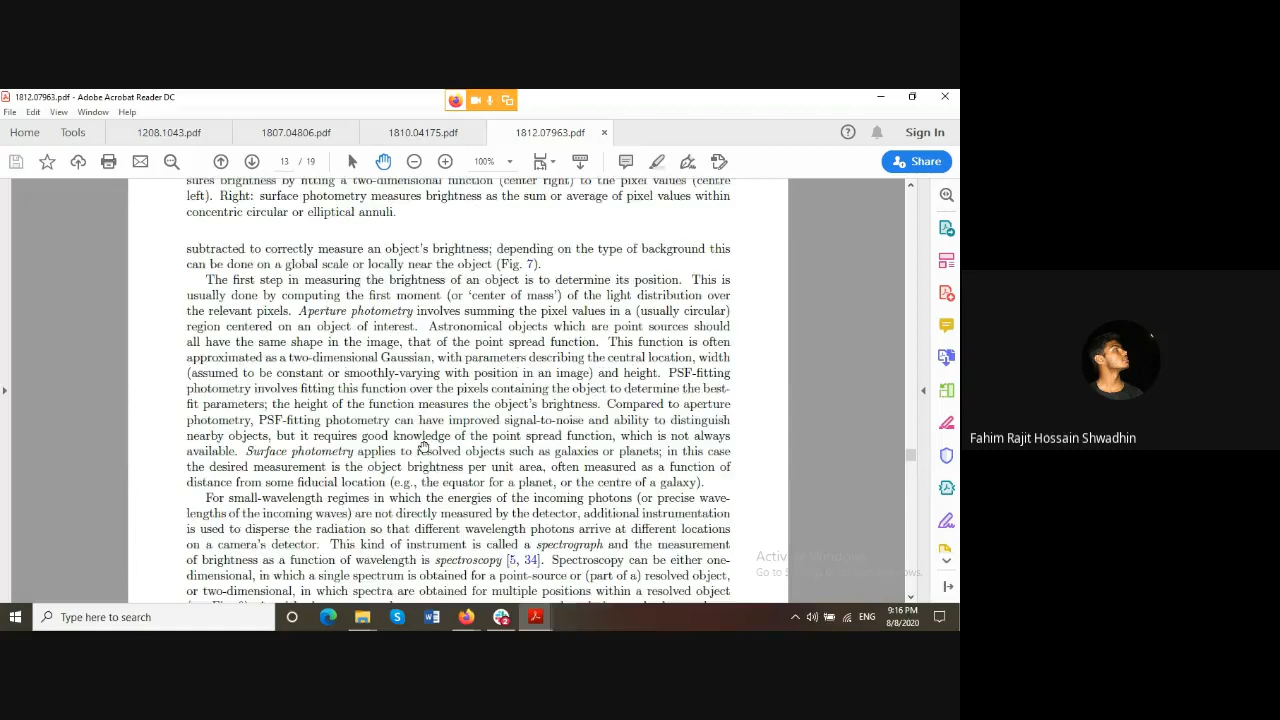 1812.07963.pdf - Adobe Acrobat Reader DC
File Edit View Window Help
Home Tools 1208.1043.pdf 1807.04806.pdf 1810.04175.pdf 1812.07963.pdf × Sign In
13 / 19 100% Share
sures brightness by fitting a two-dimensional function (center right) to the pixel values (centre
left). Right: surface photometry measures brightness as the sum or average of pixel values within
concentric circular or elliptical annuli.
subtracted to correctly measure an object's brightness; depending on the type of background this
can be done on a global scale or locally near the object (Fig. 7).
The first step in measuring the brightness of an object is to determine its position. This is
usually done by computing the first moment (or 'center of mass') of the light distribution over
the relevant pixels. Aperture photometry involves summing the pixel values in a (usually circular)
region centered on an object of interest. Astronomical objects which are point sources should
all have the same shape in the image, that of the point spread function. This function is often
approximated as a two-dimensional Gaussian, with parameters describing the central location, width
(assumed to be constant or smoothly-varying with position in an image) and height. PSF-fitting
photometry involves fitting this function over the pixels containing the object to determine the best-
fit parameters; the height of the function measures the object's brightness. Compared to aperture
photometry, PSF-fitting photometry can have improved signal-to-noise and ability to distinguish
nearby objects, but it requires good knowledge of the point spread function, which is not always
available. Surface photometry applies to resolved objects such as galaxies or planets; in this case
the desired measurement is the object brightness per unit area, often measured as a function of
distance from some fiducial location (e.g., the equator for a planet, or the centre of a galaxy).
For small-wavelength regimes in which the energies of the incoming photons (or precise wave-
lengths of the incoming waves) are not directly measured by the detector, additional instrumentation
is used to disperse the radiation so that different wavelength photons arrive at different locations
on a camera's detector. This kind of instrument is called a spectrograph and the measurement
of brightness as a function of wavelength is spectroscopy [5, 34]. Spectroscopy can be either one-
dimensional, in which a single spectrum is obtained for a point-source or (part of a) resolved object,
or two-dimensional, in which spectra are obtained for multiple positions within a resolved object
Windows
Go to
Type here to search
ENG
9:16 PM
8/8/2020
Fahim Rajit Hossain Shwadhin